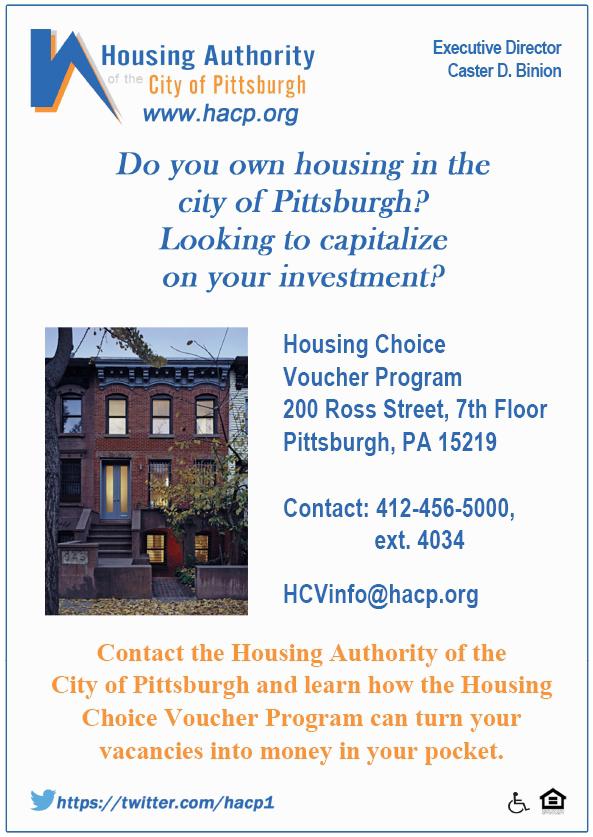 Housing Authority
of the City of Pittsburgh
www.hacp.org
Executive Director
Caster D. Binion
Do you own housing in the
city of Pittsburgh?
Looking to capitalize
on your investment?
Housing Choice
Voucher Program
200 Ross Street, 7th Floor
Pittsburgh, PA 15219
Contact: 412-456-5000,
ext. 4034
HCVinfo@hacp.org
Contact the Housing Authority of the
City of Pittsburgh and learn how the Housing
Choice Voucher Program can turn your
vacancies into money in your pocket.
https://twitter.com/hacp1